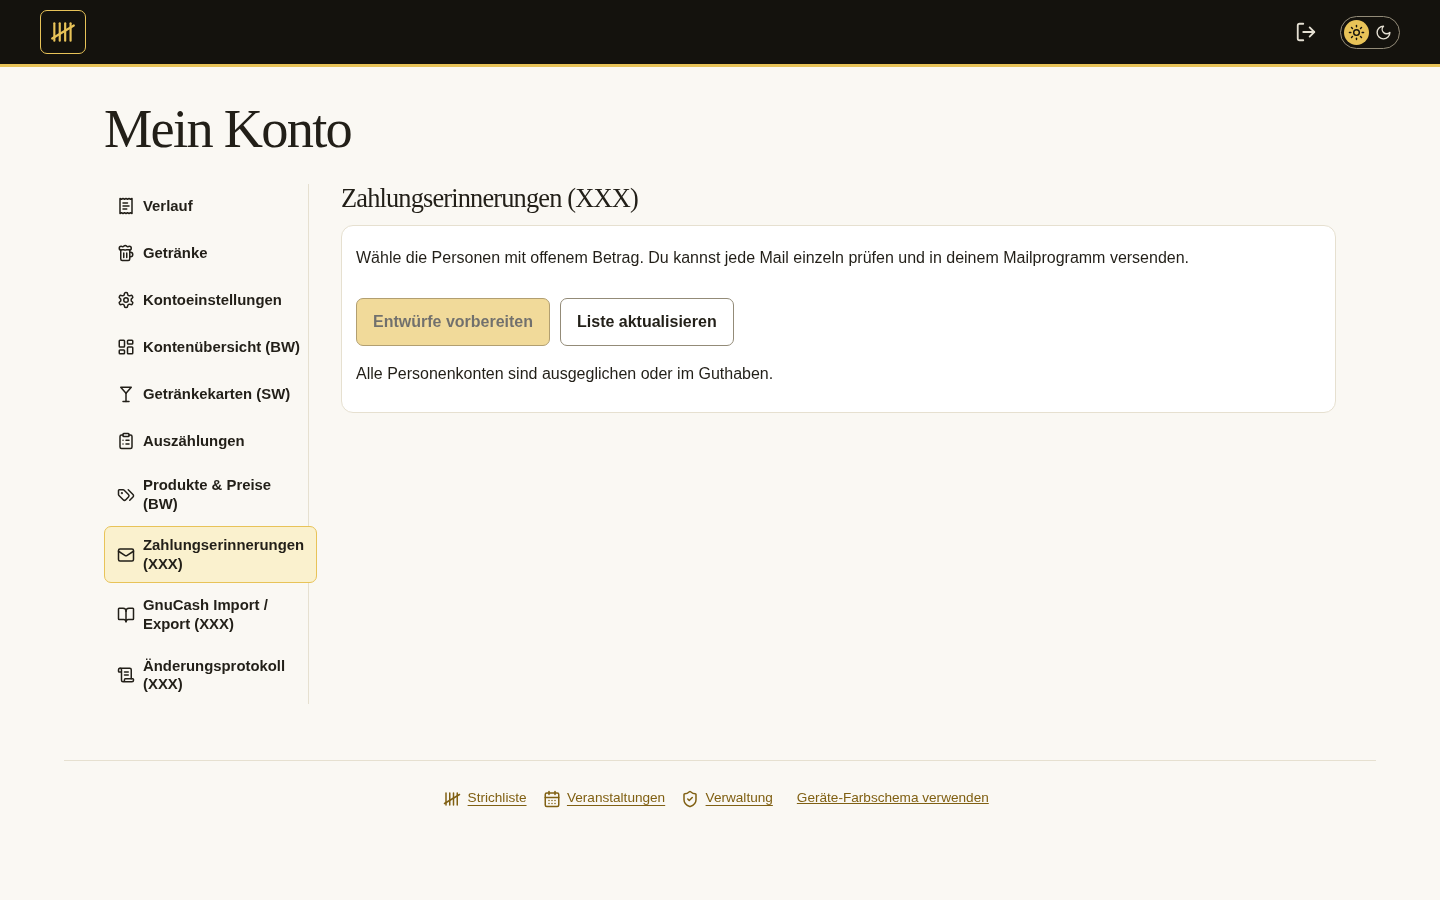 Mein Konto
Verlauf
Getränke
Kontoeinstellungen
Kontenübersicht (BW)
Getränkekarten (SW)
Auszählungen
Produkte & Preise
(BW)
Zahlungserinnerungen
(XXX)
GnuCash Import /
Export (XXX)
Änderungsprotokoll
(XXX)
Zahlungserinnerungen (XXX)
Wähle die Personen mit offenem Betrag. Du kannst jede Mail einzeln prüfen und in deinem Mailprogramm versenden.
Entwürfe vorbereiten
Liste aktualisieren
Alle Personenkonten sind ausgeglichen oder im Guthaben.
Strichliste
Veranstaltungen
Verwaltung
Geräte-Farbschema verwenden